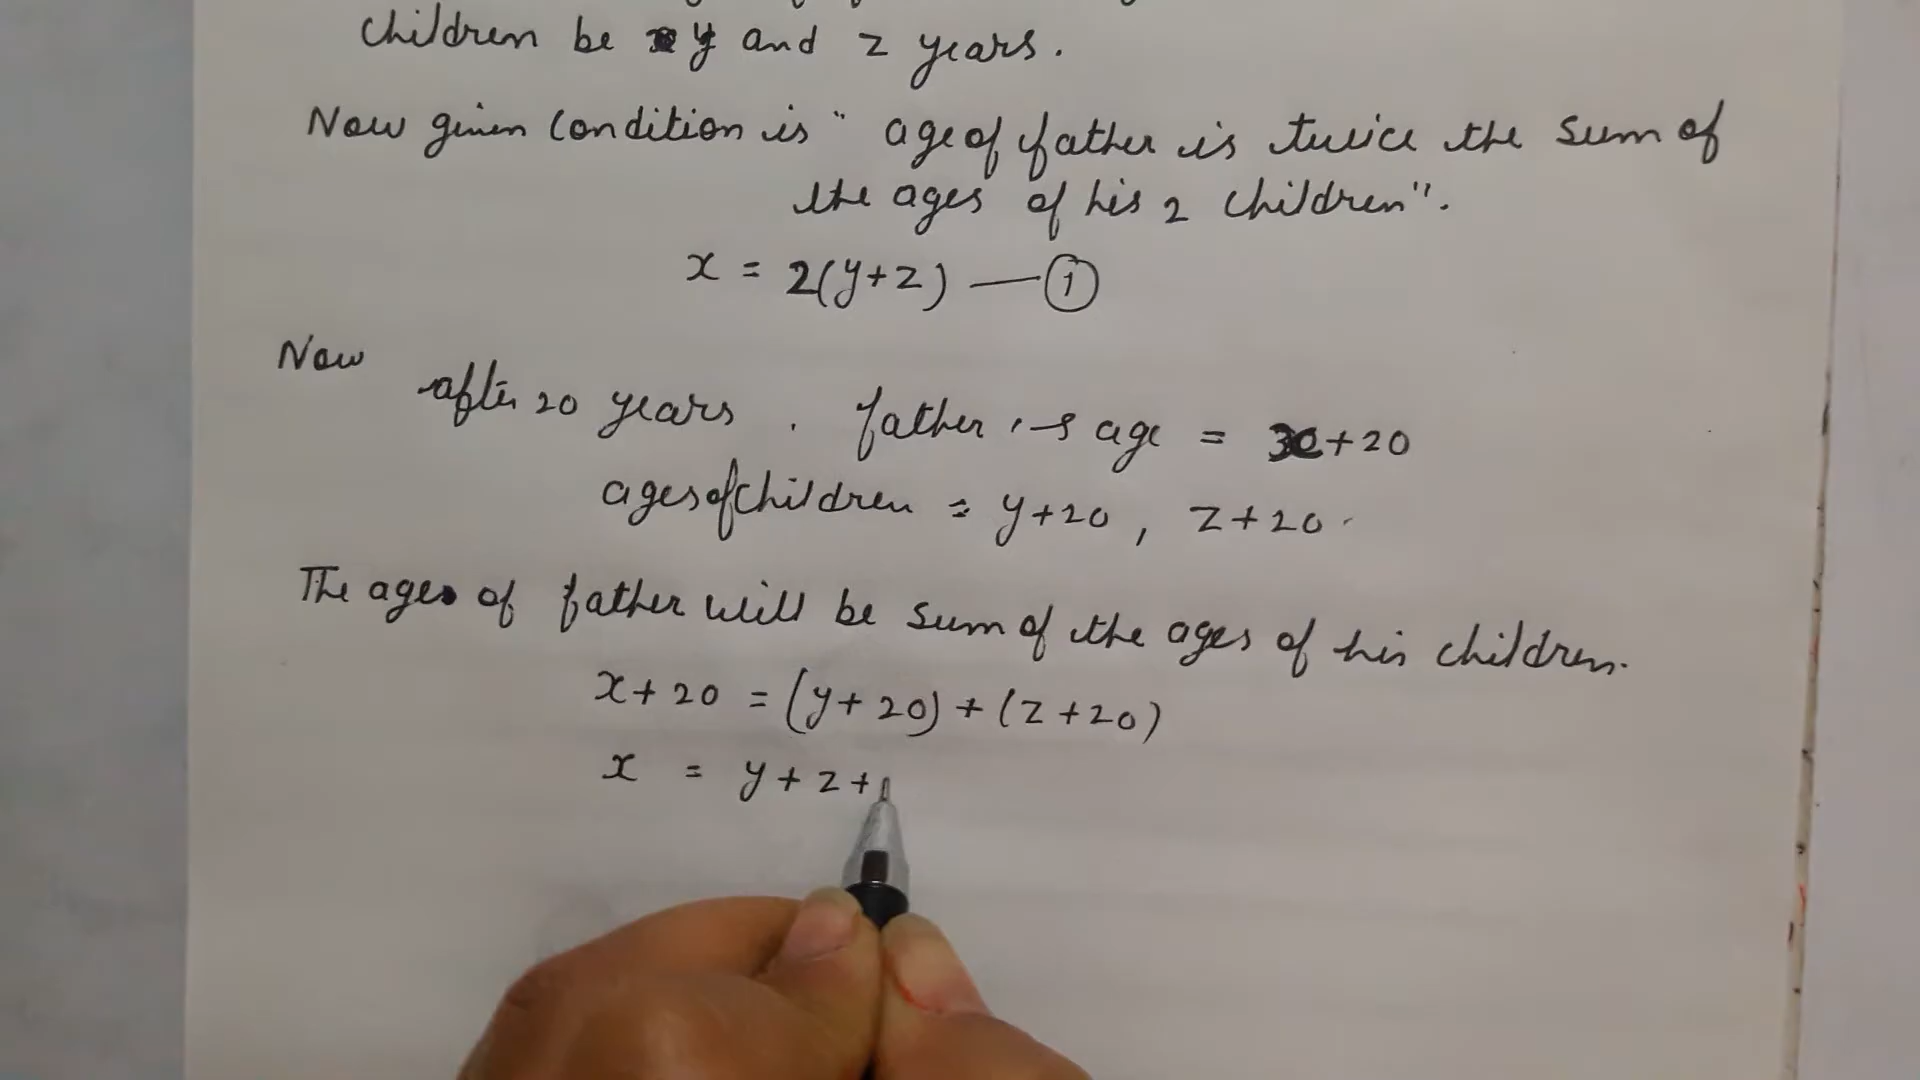 children be y and z years.
Now given condition is " age of father is twice the sum of
the ages of his 2 children".
x = 2(y+z) — ①
Now after 20 years. father's age = x+20
ages of children = y+20, z+20.
The age of father will be sum of the ages of his children.
x+20 = (y+20)+(z+20)
x = y+z+